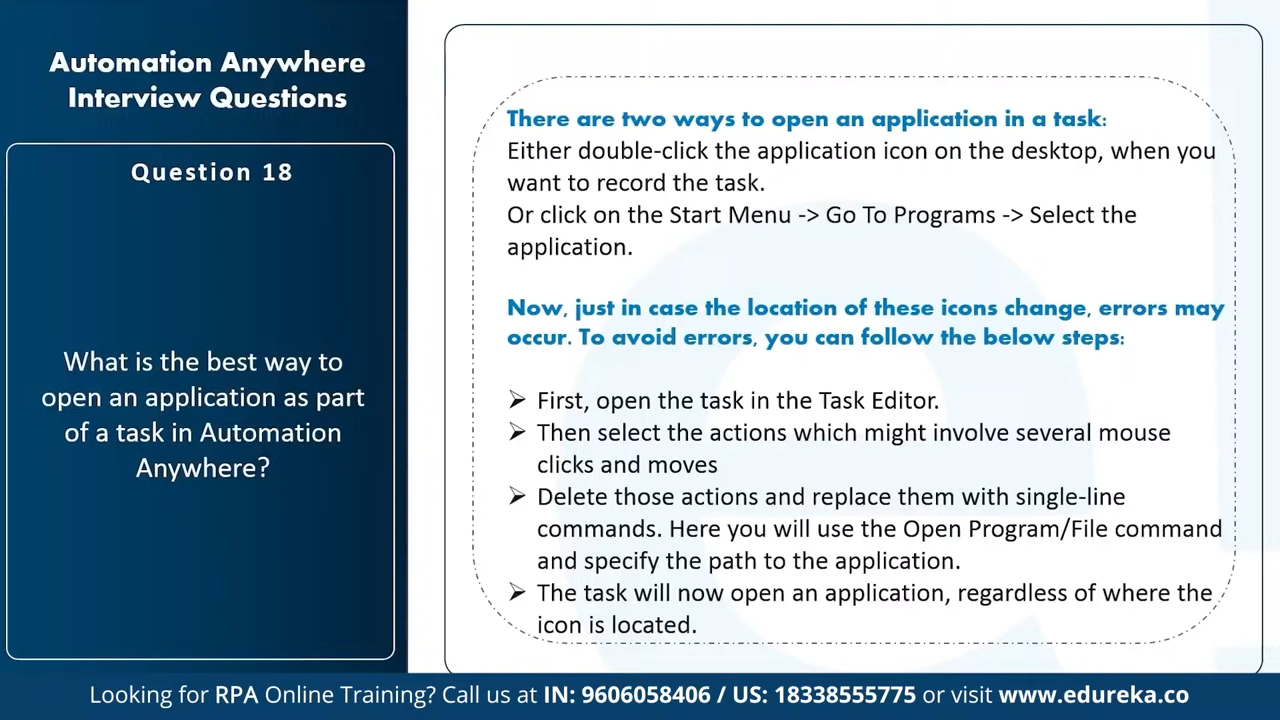 Automation Anywhere
Interview Questions
Question 18
What is the best way to
open an application as part
of a task in Automation
Anywhere?
There are two ways to open an application in a task:
Either double-click the application icon on the desktop, when you
want to record the task.
Or click on the Start Menu -> Go To Programs -> Select the
application.
Now, just in case the location of these icons change, errors may
occur. To avoid errors, you can follow the below steps:
➢ First, open the task in the Task Editor.
➢ Then select the actions which might involve several mouse
clicks and moves
➢ Delete those actions and replace them with single-line
commands. Here you will use the Open Program/File command
and specify the path to the application.
➢ The task will now open an application, regardless of where the
icon is located.
Looking for RPA Online Training? Call us at IN: 9606058406 / US: 18338555775 or visit www.edureka.co